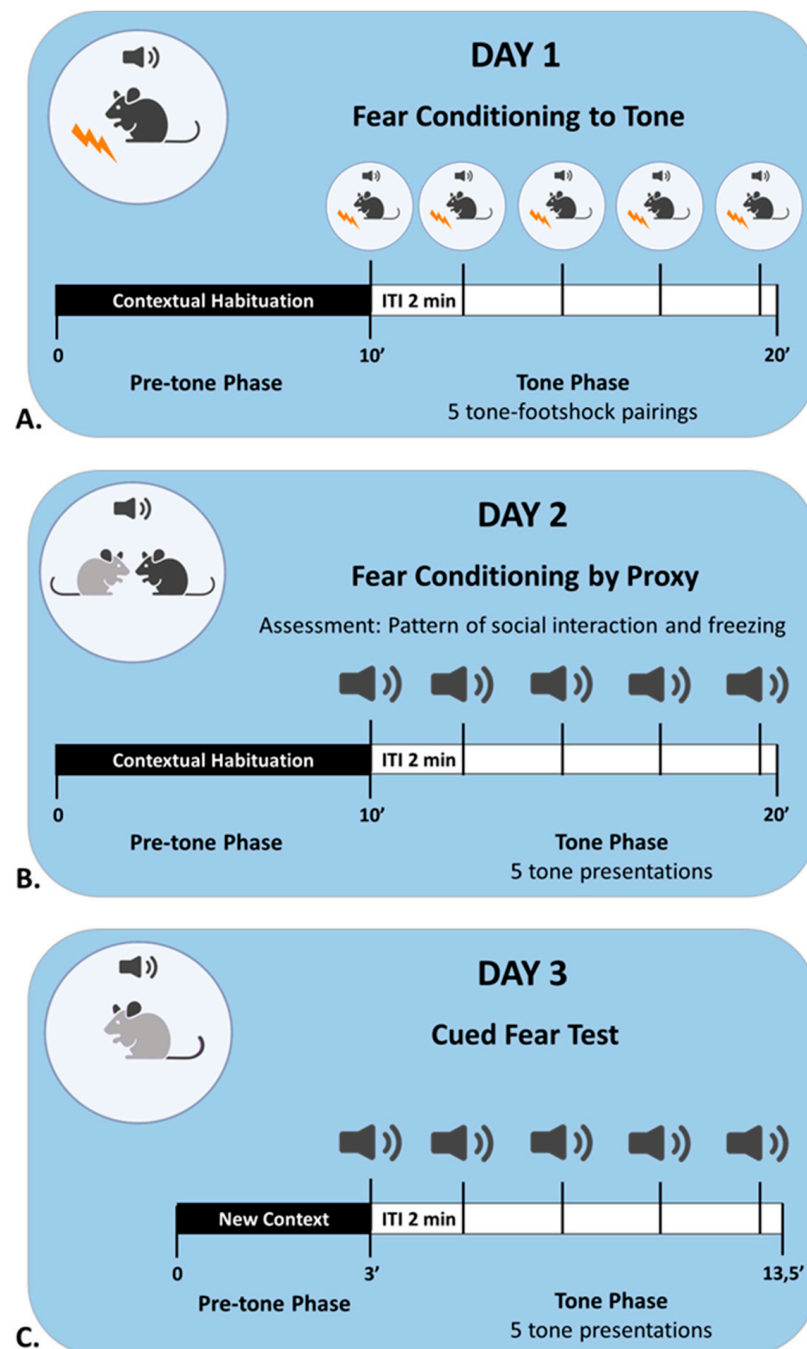 DAY 1
Fear Conditioning to Tone
Contextual Habituation
ITI 2 min
0
10’
20’
Pre-tone Phase
Tone Phase
5 tone-footshock pairings
A.
DAY 2
Fear Conditioning by Proxy
Assessment: Pattern of social interaction and freezing
Contextual Habituation
ITI 2 min
0
10’
20’
Pre-tone Phase
Tone Phase
5 tone presentations
B.
DAY 3
Cued Fear Test
New Context
ITI 2 min
0
3’
13,5’
Pre-tone Phase
Tone Phase
5 tone presentations
C.